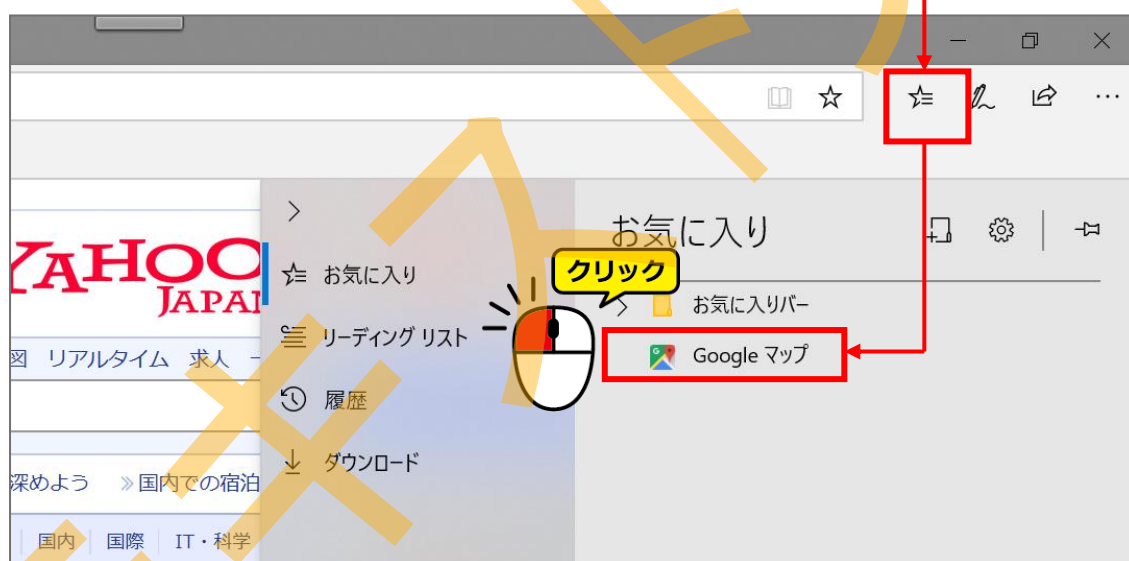 YAHOO
JAPAN
図 リアルタイム 求人
深めよう »国内での宿泊
国内 国際 IT・科学
お気に入り
リーディング リスト
履歴
ダウンロード
お気に入り
クリック
お気に入りバー
Google マップ